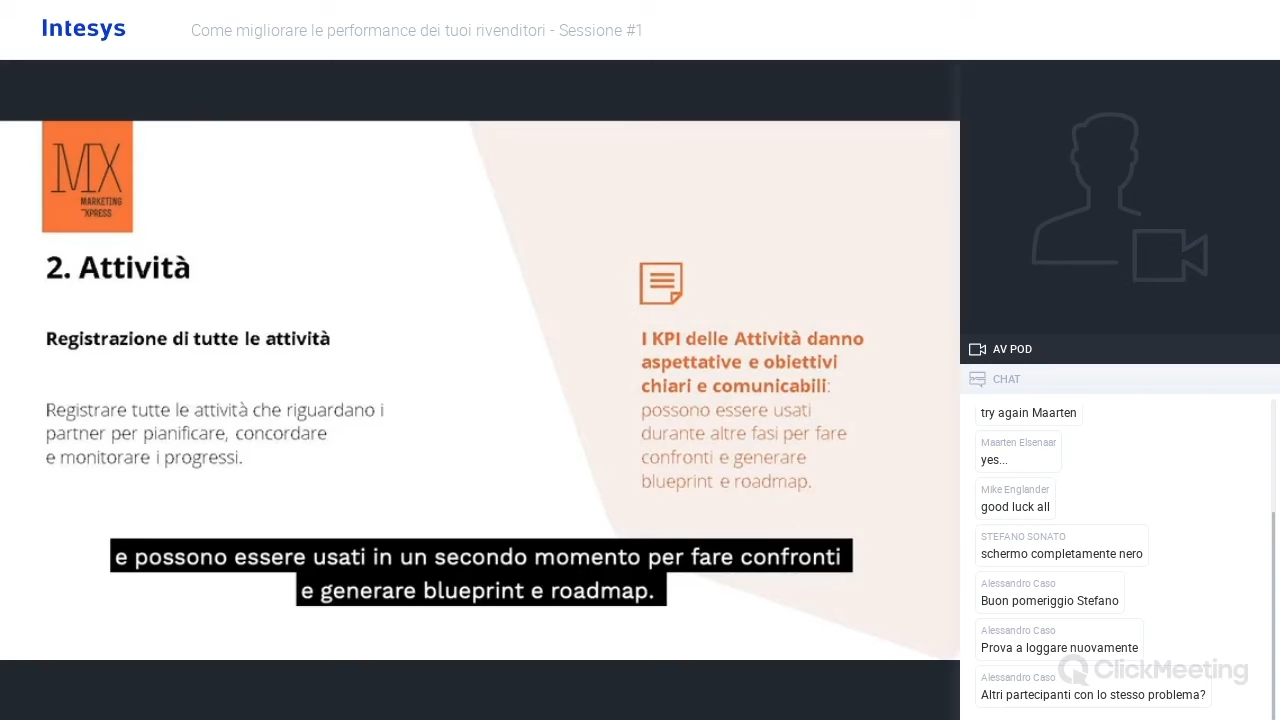 Intesys
Come migliorare le performance dei tuoi rivenditori - Sessione #1
MX
MARKETING
XPRESS
2. Attività
Registrazione di tutte le attività
Registrare tutte le attività che riguardano i
partner per pianificare, concordare
e monitorare i progressi.
I KPI delle Attività danno
aspettative e obiettivi
chiari e comunicabili:
possono essere usati
durante altre fasi per fare
confronti e generare
blueprint e roadmap.
e possono essere usati in un secondo momento per fare confronti
e generare blueprint e roadmap.
AV POD
CHAT
try again Maarten
Maarten Elsenaar
yes...
Mike Englander
good luck all
STEFANO SONATO
schermo completamente nero
Alessandro Caso
Buon pomeriggio Stefano
Alessandro Caso
Prova a loggare nuovamente
Alessandro Caso
Altri partecipanti con lo stesso problema?
ClickMeeting